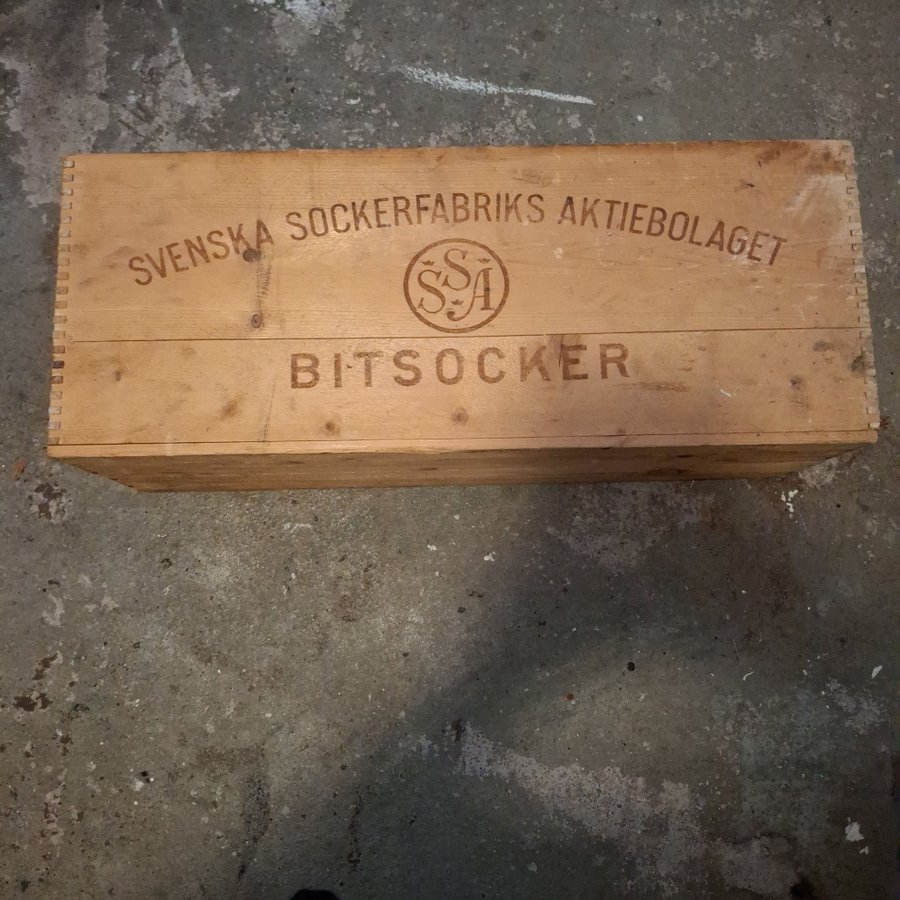 SVENSKA SOCKERFABRIKS AKTIEBOLAGET
SSA
BITSOCKER